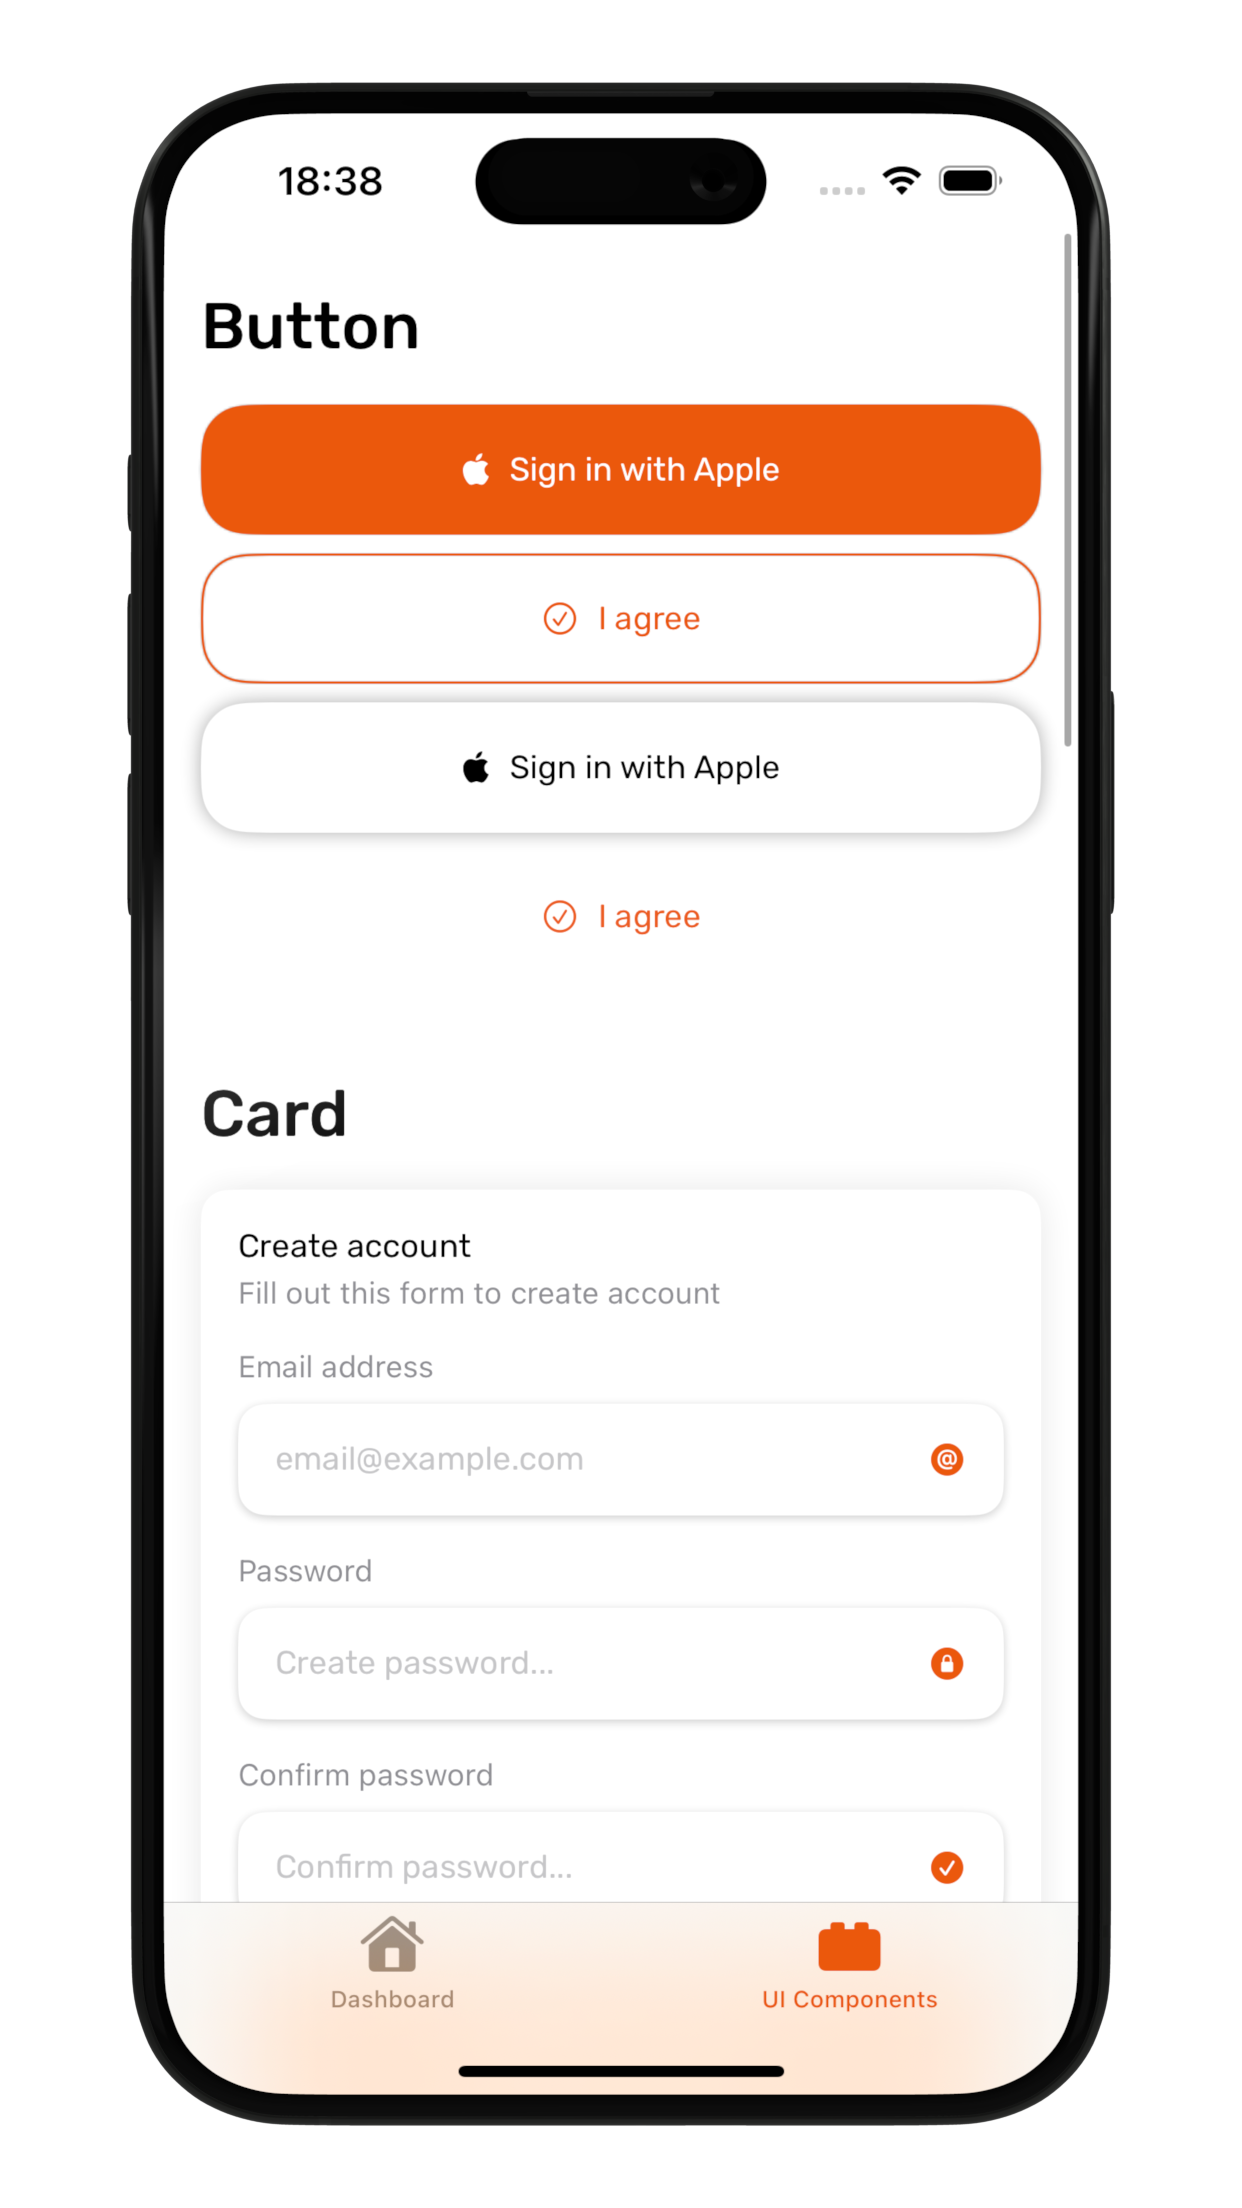 18:38
Button
Sign in with Apple
I agree
Sign in with Apple
I agree
Card
Create account
Fill out this form to create account
Email address
email@example.com
Password
Create password...
Confirm password
Confirm password...
Dashboard
UI Components